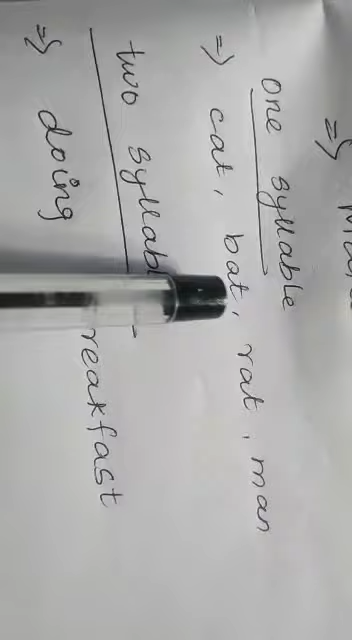 ⇒
one syllable
⇒ cat, bat, rat, man
two
⇒ doing